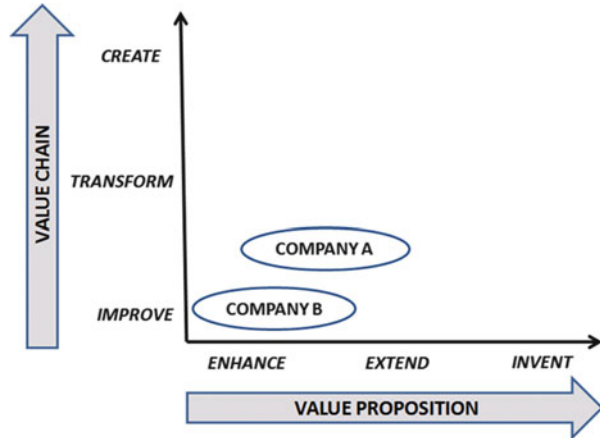 VALUE CHAIN
CREATE
TRANSFORM
IMPROVE
COMPANY A
COMPANY B
ENHANCE
EXTEND
INVENT
VALUE PROPOSITION